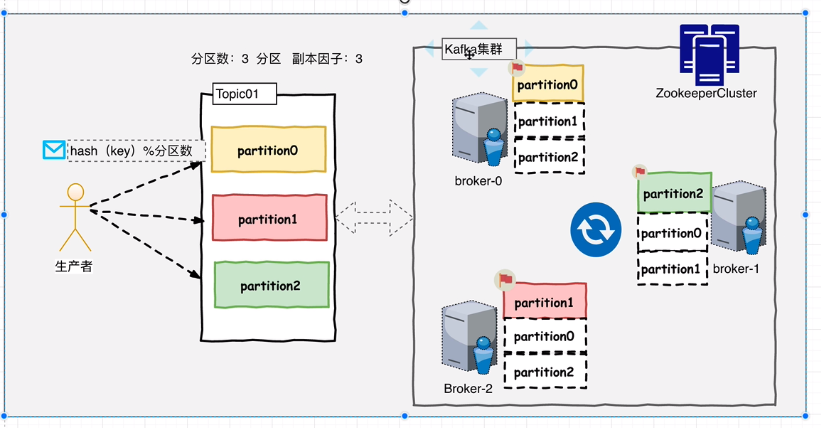 分区数：3 分区 副本因子：3
Topic01
hash（key）%分区数
partition0
partition1
partition2
生产者
Kafka集群
ZookeeperCluster
partition0
partition1
partition2
broker-0
partition2
partition0
partition1
broker-1
partition1
partition0
partition2
Broker-2